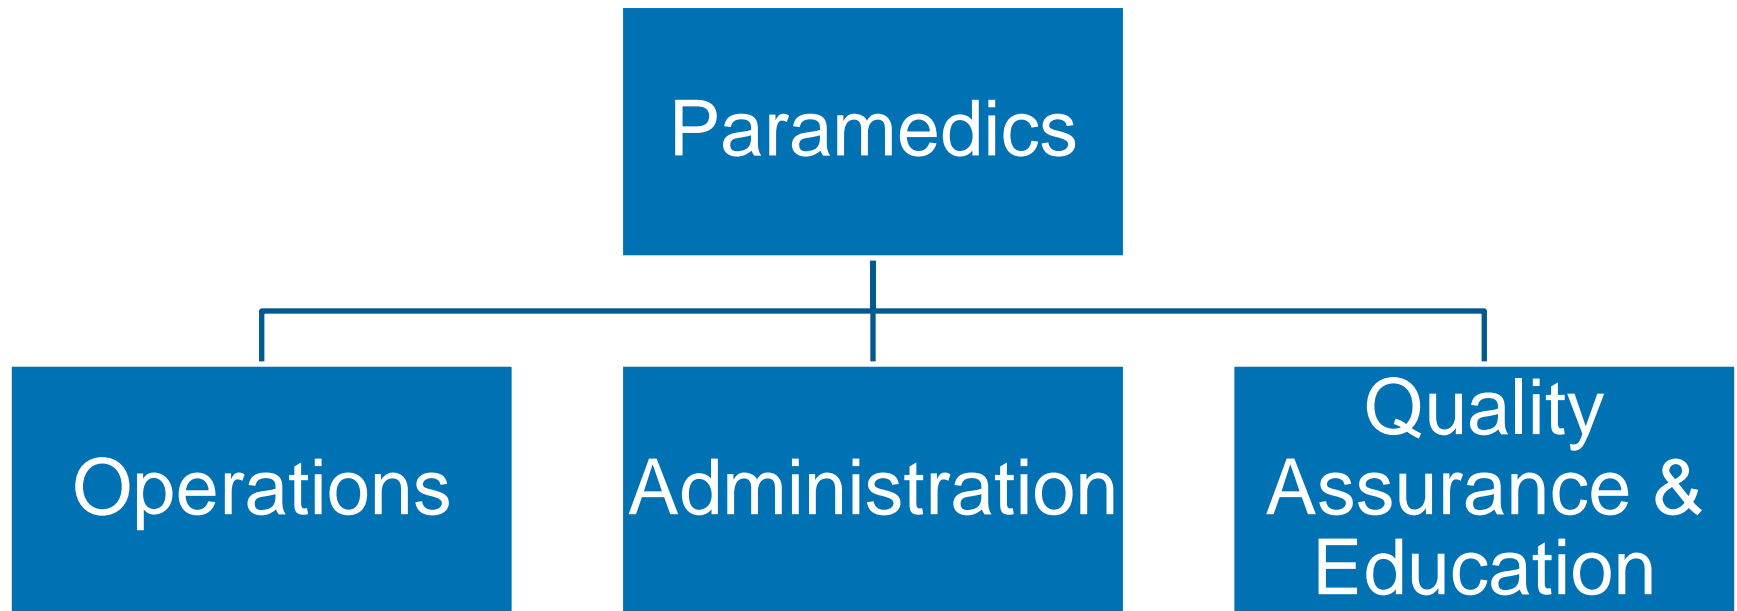 Paramedics
Operations
Administration
Quality
Assurance &
Education